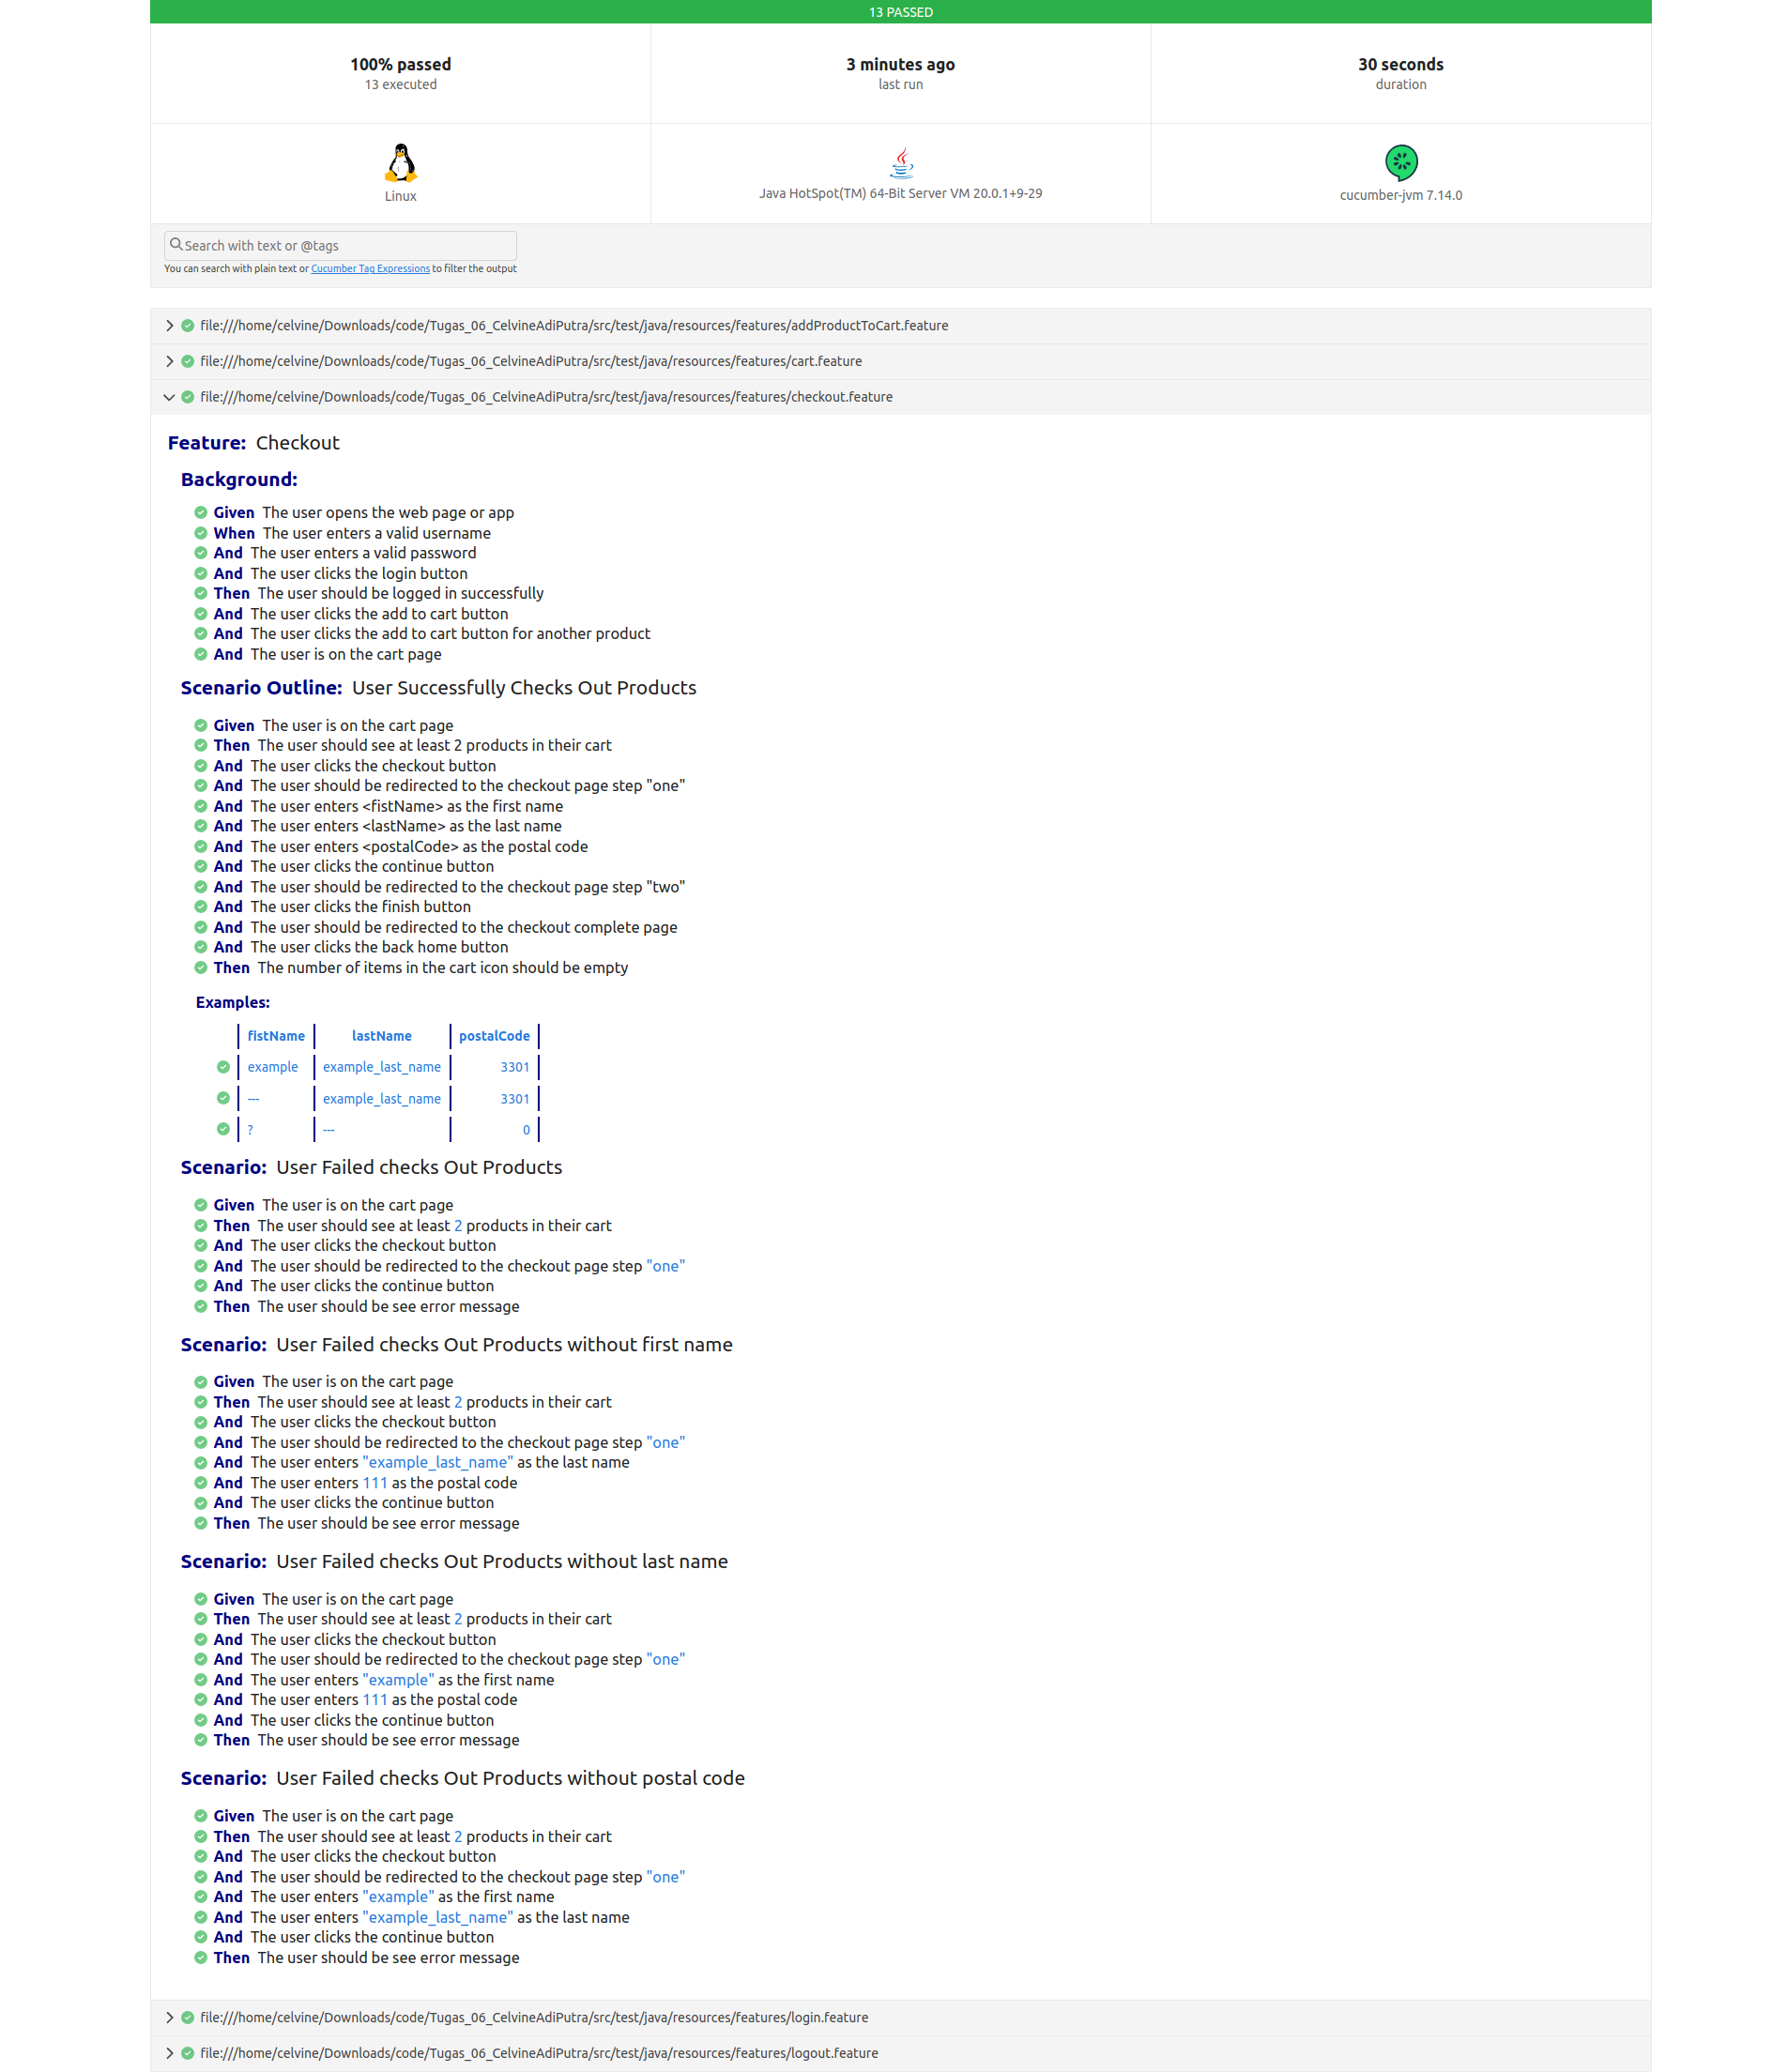 13 PASSED
100% passed
13 executed
3 minutes ago
last run
30 seconds
duration
Linux
Java HotSpot(TM) 64-Bit Server VM 20.0.1+9-29
cucumber-jvm 7.14.0
Search with text or @tags
You can search with plain text or Cucumber Tag Expressions to filter the output
file:///home/celvine/Downloads/code/Tugas_06_CelvineAdiPutra/src/test/java/resources/features/addProductToCart.feature
file:///home/celvine/Downloads/code/Tugas_06_CelvineAdiPutra/src/test/java/resources/features/cart.feature
file:///home/celvine/Downloads/code/Tugas_06_CelvineAdiPutra/src/test/java/resources/features/checkout.feature
Feature: Checkout
Background:
Given The user opens the web page or app
When The user enters a valid username
And The user enters a valid password
And The user clicks the login button
Then The user should be logged in successfully
And The user clicks the add to cart button
And The user clicks the add to cart button for another product
And The user is on the cart page
Scenario Outline: User Successfully Checks Out Products
Given The user is on the cart page
Then The user should see at least 2 products in their cart
And The user clicks the checkout button
And The user should be redirected to the checkout page step "one"
And The user enters <fistName> as the first name
And The user enters <lastName> as the last name
And The user enters <postalCode> as the postal code
And The user clicks the continue button
And The user should be redirected to the checkout page step "two"
And The user clicks the finish button
And The user should be redirected to the checkout complete page
And The user clicks the back home button
Then The number of items in the cart icon should be empty
Examples:
fistName lastName postalCode
example example_last_name 3301
--- example_last_name 3301
? --- 0
Scenario: User Failed checks Out Products
Given The user is on the cart page
Then The user should see at least 2 products in their cart
And The user clicks the checkout button
And The user should be redirected to the checkout page step "one"
And The user clicks the continue button
Then The user should be see error message
Scenario: User Failed checks Out Products without first name
Given The user is on the cart page
Then The user should see at least 2 products in their cart
And The user clicks the checkout button
And The user should be redirected to the checkout page step "one"
And The user enters "example_last_name" as the last name
And The user enters 111 as the postal code
And The user clicks the continue button
Then The user should be see error message
Scenario: User Failed checks Out Products without last name
Given The user is on the cart page
Then The user should see at least 2 products in their cart
And The user clicks the checkout button
And The user should be redirected to the checkout page step "one"
And The user enters "example" as the first name
And The user enters 111 as the postal code
And The user clicks the continue button
Then The user should be see error message
Scenario: User Failed checks Out Products without postal code
Given The user is on the cart page
Then The user should see at least 2 products in their cart
And The user clicks the checkout button
And The user should be redirected to the checkout page step "one"
And The user enters "example" as the first name
And The user enters "example_last_name" as the last name
And The user clicks the continue button
Then The user should be see error message
file:///home/celvine/Downloads/code/Tugas_06_CelvineAdiPutra/src/test/java/resources/features/login.feature
file:///home/celvine/Downloads/code/Tugas_06_CelvineAdiPutra/src/test/java/resources/features/logout.feature